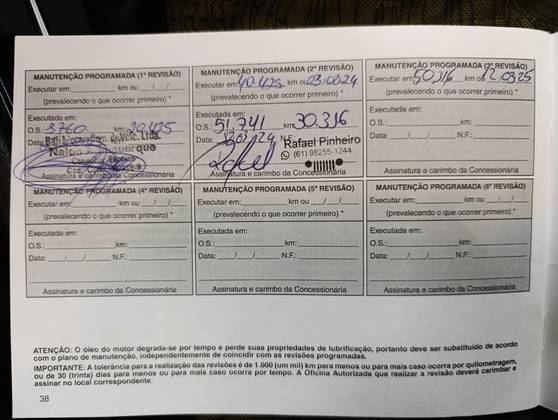 MANUTENÇÃO PROGRAMADA (1ª REVISÃO)
Executar em: km ou / /
(prevalecendo o que ocorrer primeiro) *
Executada em:
O.S.: 3760 km: 20.425
Data:
Naldo
Assinatura e carimbo da Concessionária
MANUTENÇÃO PROGRAMADA (2ª REVISÃO)
Executar em: 40.425 km ou 03/02/24
(prevalecendo o que ocorrer primeiro) *
Executada em:
O.S.: 51.241 km: 30.316
Data: 12/03/24 N.F.:
Rafael Pinheiro
(61) 98255-1244
Assinatura e carimbo da Concessionária
MANUTENÇÃO PROGRAMADA (3ª REVISÃO)
Executar em: 50.316 km ou 12/03/25
(prevalecendo o que ocorrer primeiro) *
Executada em:
O.S.: km:
Data: / / N.F.:
Assinatura e carimbo da Concessionária
MANUTENÇÃO PROGRAMADA (4ª REVISÃO)
Executar em: km ou / /
(prevalecendo o que ocorrer primeiro) *
Executada em:
O.S.: km:
Data: / / N.F.:
Assinatura e carimbo da Concessionária
MANUTENÇÃO PROGRAMADA (5ª REVISÃO)
Executar em: km ou / /
(prevalecendo o que ocorrer primeiro) *
Executada em:
O.S.: km:
Data: / / N.F.:
Assinatura e carimbo da Concessionária
MANUTENÇÃO PROGRAMADA (6ª REVISÃO)
Executar em: km ou / /
(prevalecendo o que ocorrer primeiro) *
Executada em:
O.S.: km:
Data: / / N.F.:
Assinatura e carimbo da Concessionária
ATENÇÃO: O óleo do motor degrada-se por tempo e perde suas propriedades de lubrificação, portanto deve ser substituído de acordo
com o plano de manutenção, independentemente de coincidir com as revisões programadas.
IMPORTANTE: A tolerância para a realização das revisões é de 1.000 (um mil) km para menos ou para mais caso ocorra por quilometragem,
ou de 30 (trinta) dias para menos ou para mais caso ocorra por tempo. A Oficina Autorizada que realizar a revisão deverá carimbar e
assinar no local correspondente.
38